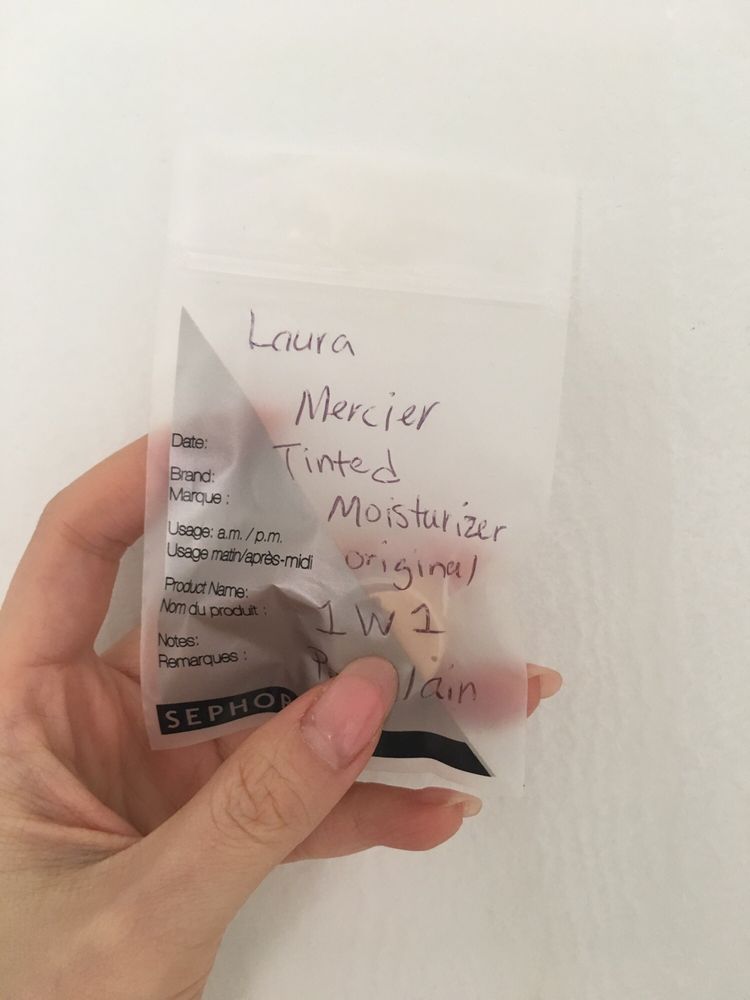 Laura
Mercier
Tinted
Moisturizer
original
1W1
Date:
Brand:
Marque :
Usage: a.m. / p.m.
Usage matin/après-midi
Product Name:
Nom du produit :
Notes:
Remarques :